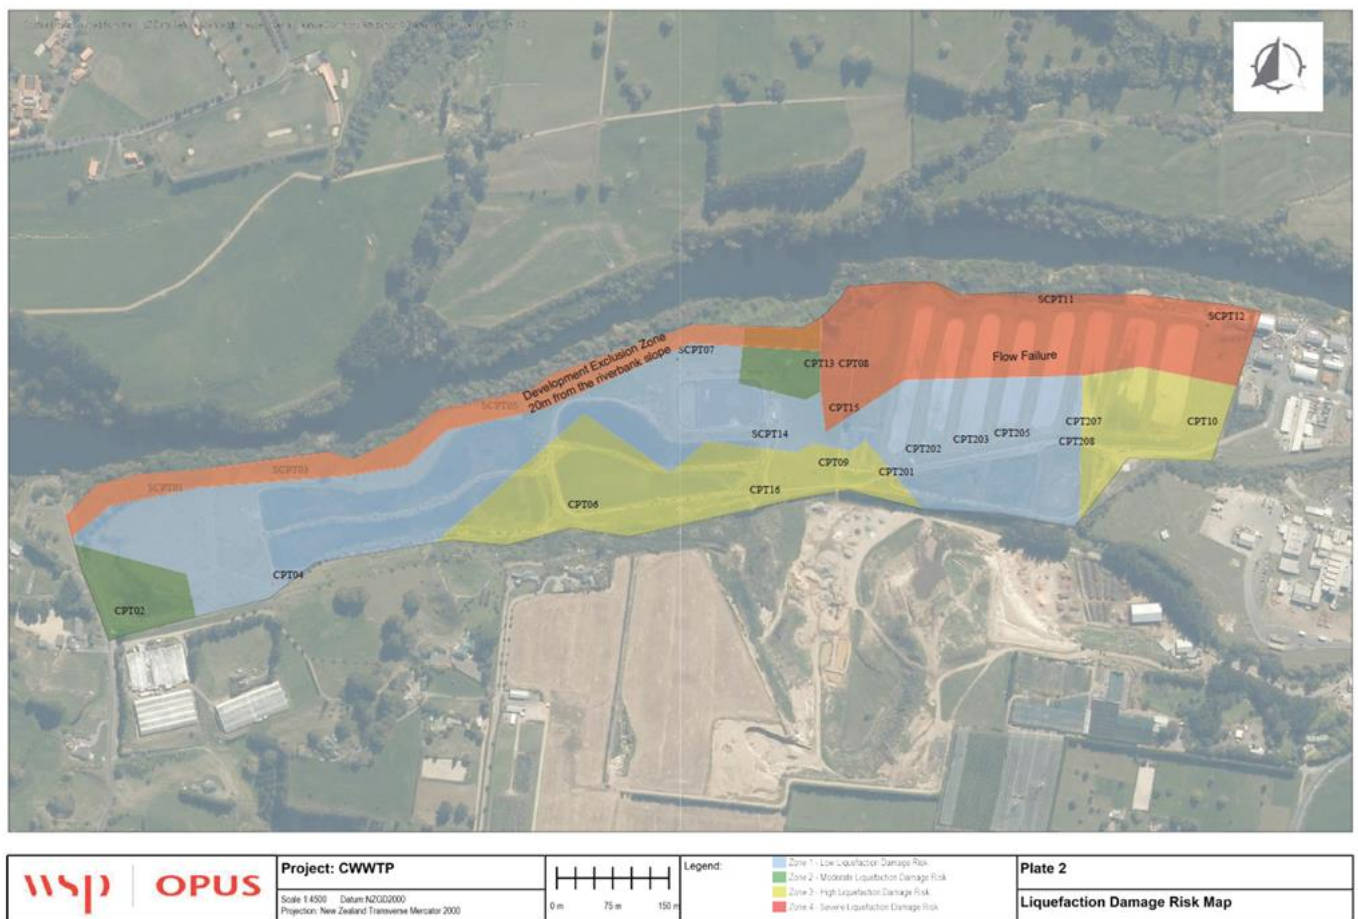 SCPT11
SCPT12
Development Exclusion Zone
20m from the riverbank slope
SCPT07
CPT13 CPT08
Flow Failure
SCPT05
CPT15
CPT207
CPT10
SCPT14
CPT202
CPT203
CPT205
CPT208
SCPT03
SCPT01
CPT09
CPT201
CPT06
CPT16
CPT04
CPT02
wsp OPUS
Project: CWWTP
Scale 1:4500 Datum:NZGD2000
Projection: New Zealand Transverse Mercator 2000
0 m 75 m 150 m
Legend:
Zone 1 - Low Liquefaction Damage Risk
Zone 2 - Moderate Liquefaction Damage Risk
Zone 3 - High Liquefaction Damage Risk
Zone 4 - Severe Liquefaction Damage Risk
Plate 2
Liquefaction Damage Risk Map